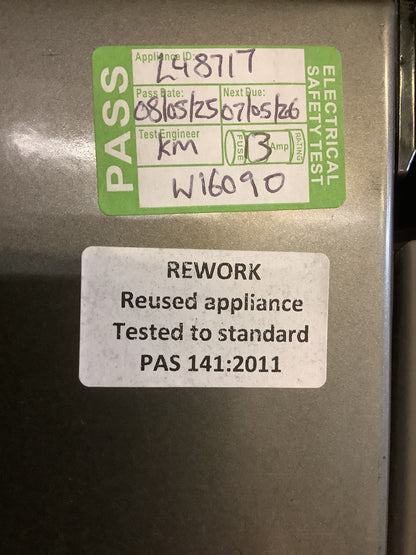 PASS
Appliance ID:
L48717
Pass Date: Next Due:
08/05/25 07/05/26
Test Engineer
KM FUSE 13 Amp RATING
W16090
ELECTRICAL
SAFETY TEST
REWORK
Reused appliance
Tested to standard
PAS 141:2011